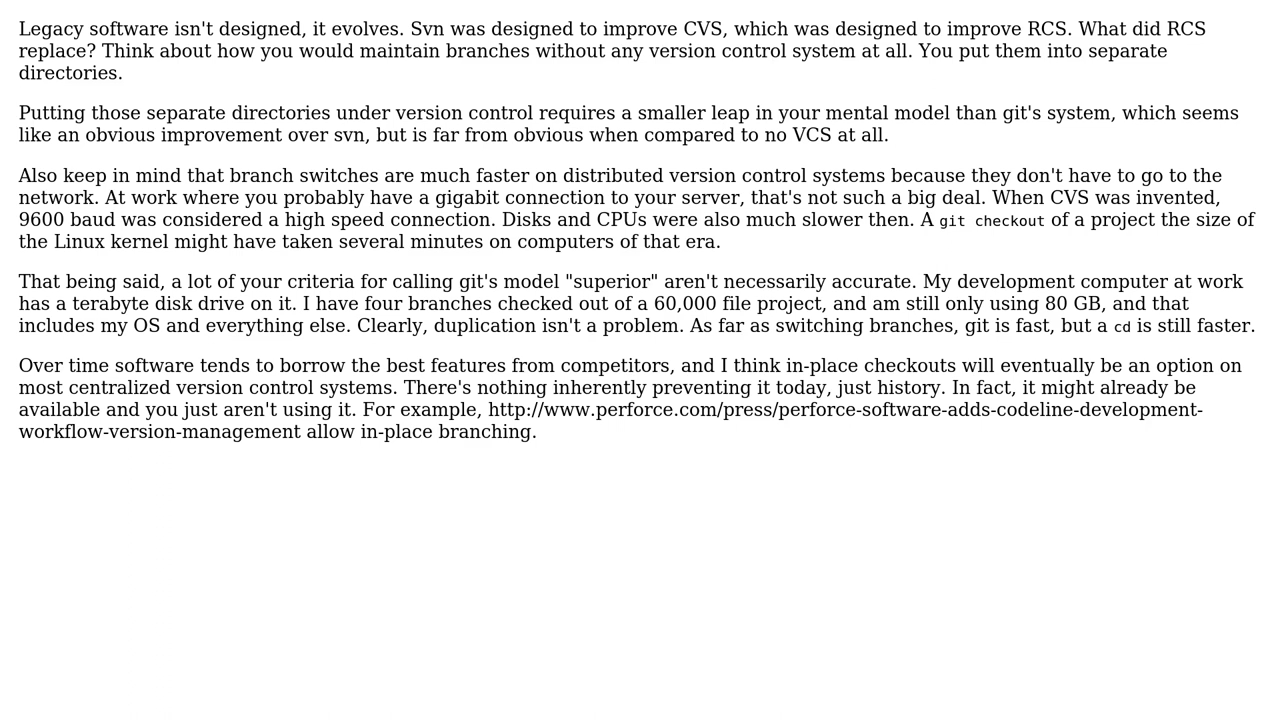 Legacy software isn't designed, it evolves. Svn was designed to improve CVS, which was designed to improve RCS. What did RCS
replace? Think about how you would maintain branches without any version control system at all. You put them into separate
directories.
Putting those separate directories under version control requires a smaller leap in your mental model than git's system, which seems
like an obvious improvement over svn, but is far from obvious when compared to no VCS at all.
Also keep in mind that branch switches are much faster on distributed version control systems because they don't have to go to the
network. At work where you probably have a gigabit connection to your server, that's not such a big deal. When CVS was invented,
9600 baud was considered a high speed connection. Disks and CPUs were also much slower then. A git checkout of a project the size of
the Linux kernel might have taken several minutes on computers of that era.
That being said, a lot of your criteria for calling git's model "superior" aren't necessarily accurate. My development computer at work
has a terabyte disk drive on it. I have four branches checked out of a 60,000 file project, and am still only using 80 GB, and that
includes my OS and everything else. Clearly, duplication isn't a problem. As far as switching branches, git is fast, but a cd is still faster.
Over time software tends to borrow the best features from competitors, and I think in-place checkouts will eventually be an option on
most centralized version control systems. There's nothing inherently preventing it today, just history. In fact, it might already be
available and you just aren't using it. For example, http://www.perforce.com/press/perforce-software-adds-codeline-development-
workflow-version-management allow in-place branching.